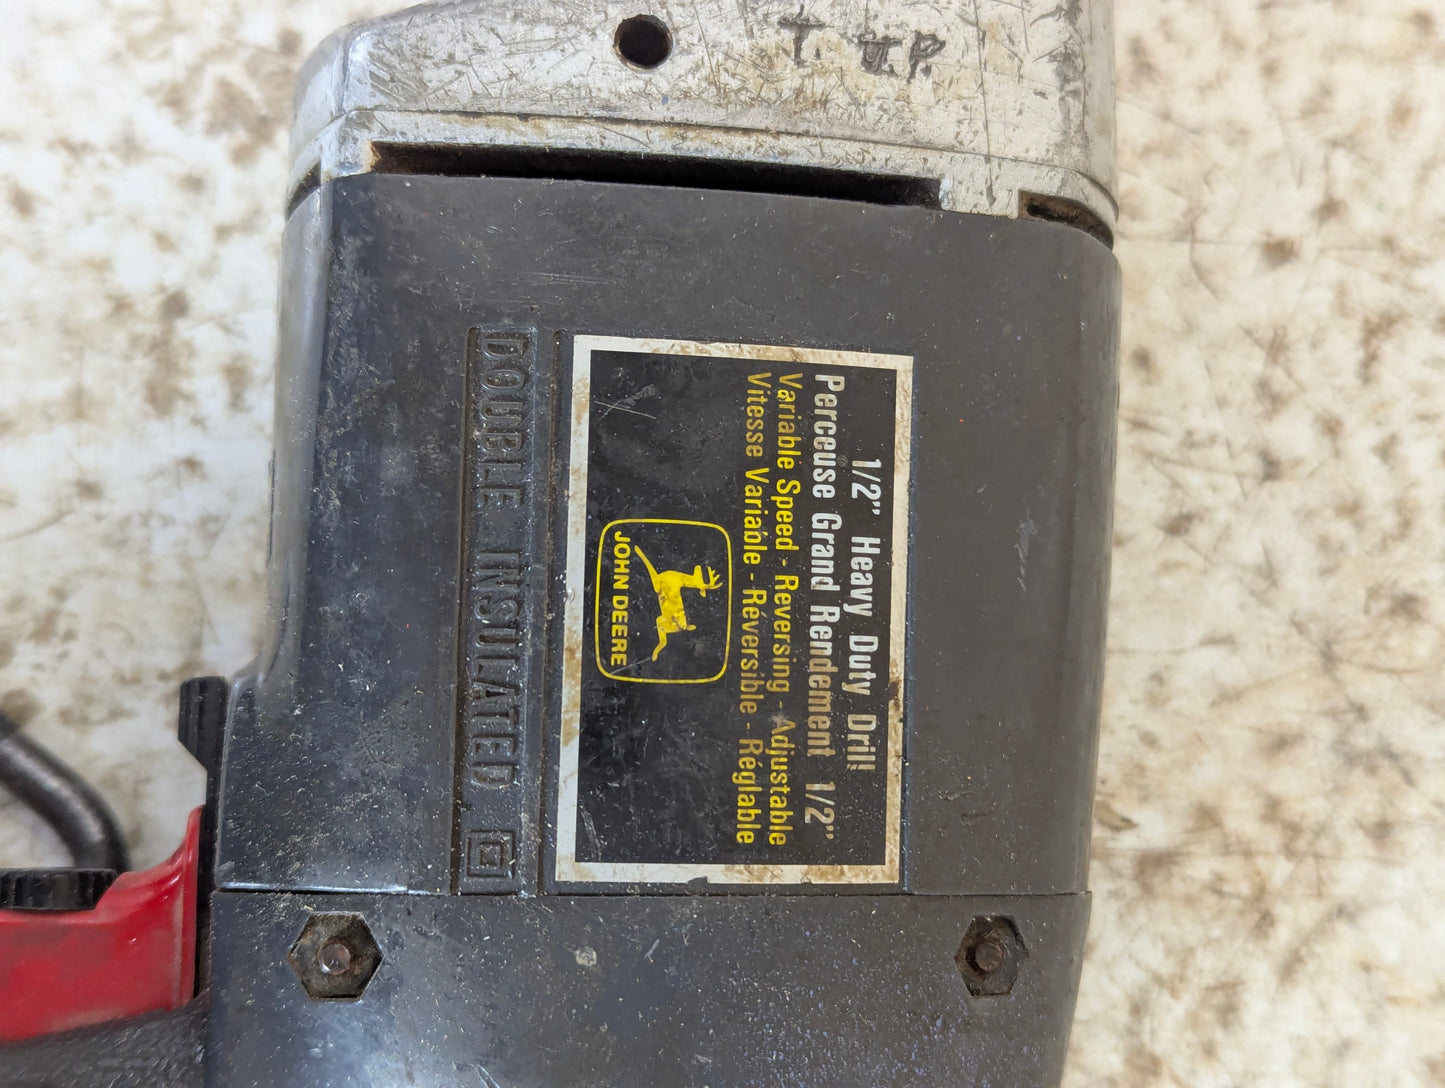 1/2" Heavy Duty Drill
Perceuse Grand Rendement 1/2"
Variable Speed - Reversing - Adjustable
Vitesse Variable - Réversible - Réglable
JOHN DEERE
DOUBLE INSULATED